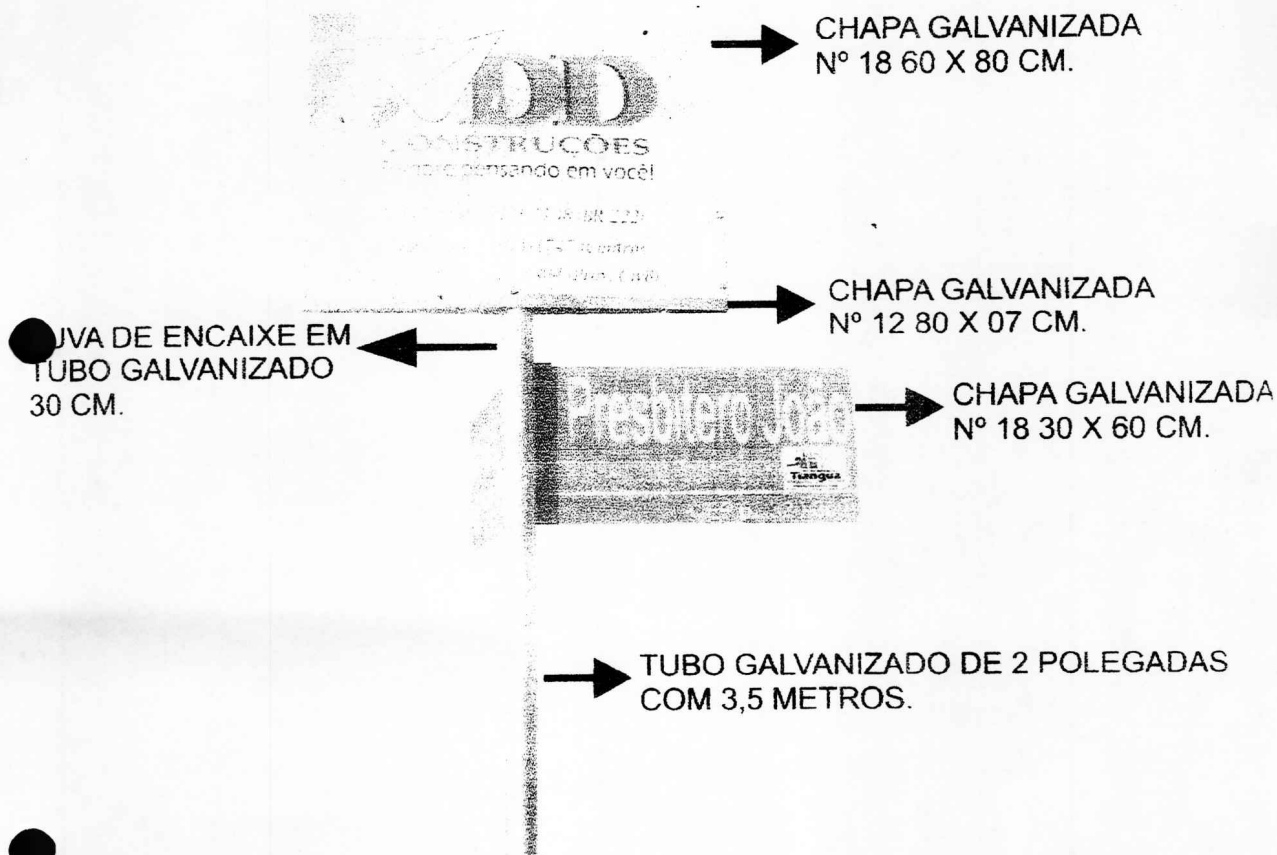 CHAPA GALVANIZADA
Nº 18 60 X 80 CM.
DD
CONSTRUÇÕES
pensando em você!
CHAPA GALVANIZADA
Nº 12 80 X 07 CM.
UVA DE ENCAIXE EM
TUBO GALVANIZADO
30 CM.
Presbítero João
Tianguá
CHAPA GALVANIZADA
Nº 18 30 X 60 CM.
TUBO GALVANIZADO DE 2 POLEGADAS
COM 3,5 METROS.